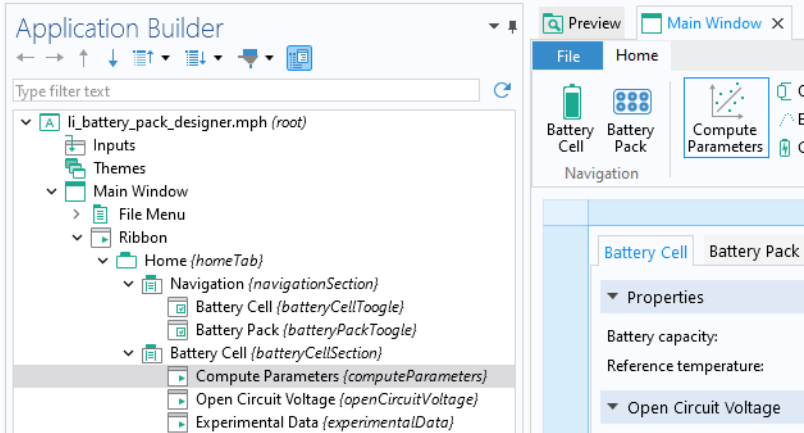 Application Builder
Type filter text
li_battery_pack_designer.mph (root)
Inputs
Themes
Main Window
File Menu
Ribbon
Home {homeTab}
Navigation {navigationSection}
Battery Cell {batteryCellToogle}
Battery Pack {batteryPackToogle}
Battery Cell {batteryCellSection}
Compute Parameters {computeParameters}
Open Circuit Voltage {openCircuitVoltage}
Experimental Data {experimentalData}
Preview
Main Window
File
Home
Battery Cell
Battery Pack
Compute Parameters
Navigation
Battery Cell
Battery Pack
Properties
Battery capacity:
Reference temperature:
Open Circuit Voltage